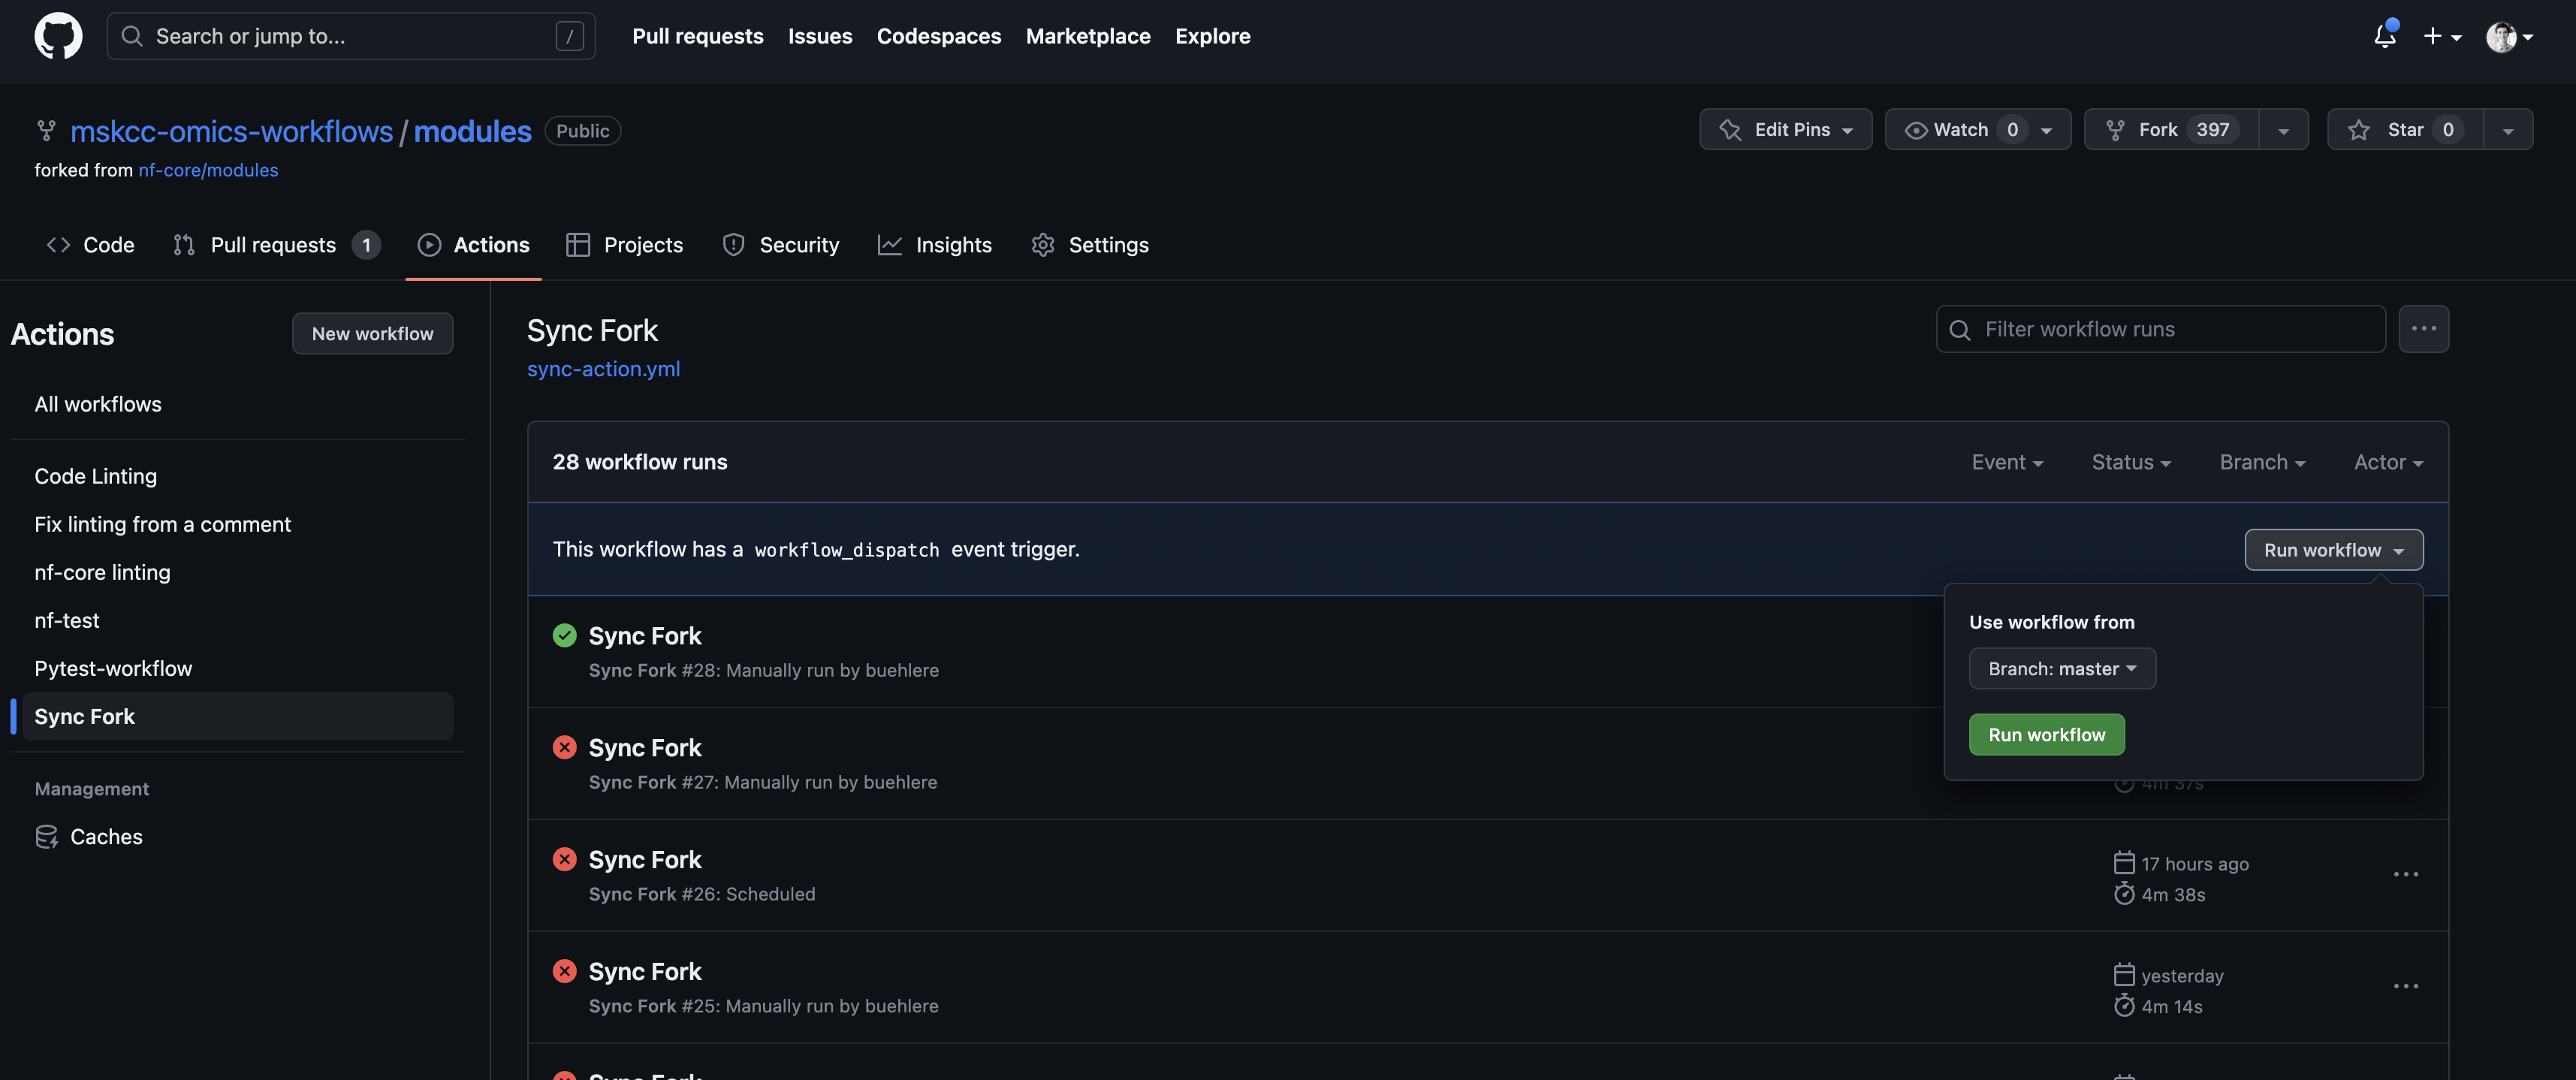 Search or jump to...
/
Pull requests
Issues
Codespaces
Marketplace
Explore
mskcc-omics-workflows / modules
Public
forked from nf-core/modules
Edit Pins
Watch 0
Fork 397
Star 0
Code
Pull requests 1
Actions
Projects
Security
Insights
Settings
Actions
New workflow
All workflows
Code Linting
Fix linting from a comment
nf-core linting
nf-test
Pytest-workflow
Sync Fork
Management
Caches
Sync Fork
sync-action.yml
Filter workflow runs
28 workflow runs
Event
Status
Branch
Actor
This workflow has a workflow_dispatch event trigger.
Run workflow
Use workflow from
Branch: master
Run workflow
Sync Fork
Sync Fork #28: Manually run by buehlere
Sync Fork
Sync Fork #27: Manually run by buehlere
4m 37s
Sync Fork
Sync Fork #26: Scheduled
17 hours ago
4m 38s
Sync Fork
Sync Fork #25: Manually run by buehlere
yesterday
4m 14s
Sync Fork